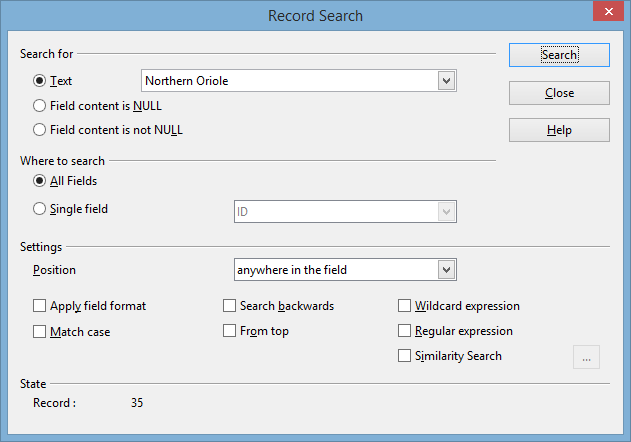 Record Search
Search for
Search
Text Northern Oriole
Field content is NULL
Close
Field content is not NULL
Help
Where to search
All Fields
Single field ID
Settings
Position anywhere in the field
Apply field format Search backwards Wildcard expression
Match case From top Regular expression
Similarity Search ...
State
Record : 35